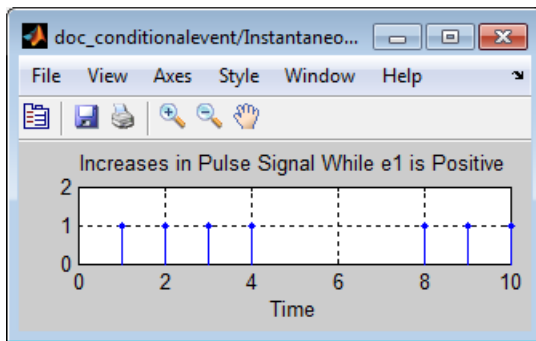 doc_conditionalevent/Instantaneo...
File View Axes Style Window Help
Increases in Pulse Signal While e1 is Positive
2
1
0
0 2 4 6 8 10
Time